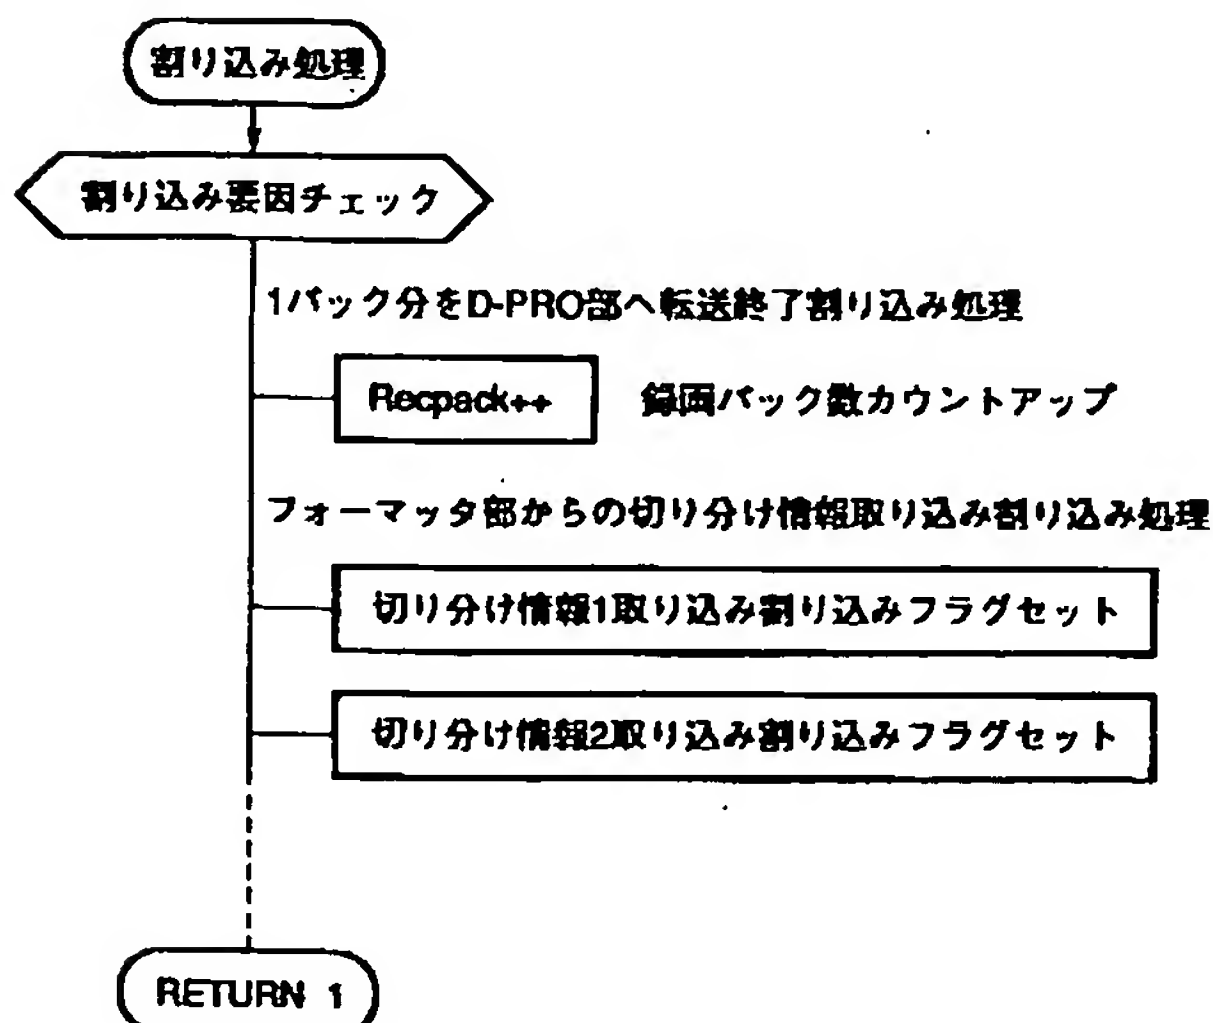 割り込み処理
割り込み要因チェック
1パック分をD-PRO部へ転送終了割り込み処理
Recpack++ 録画パック数カウントアップ
フォーマッタ部からの切り分け情報取り込み割り込み処理
切り分け情報1取り込み割り込みフラグセット
切り分け情報2取り込み割り込みフラグセット
RETURN 1